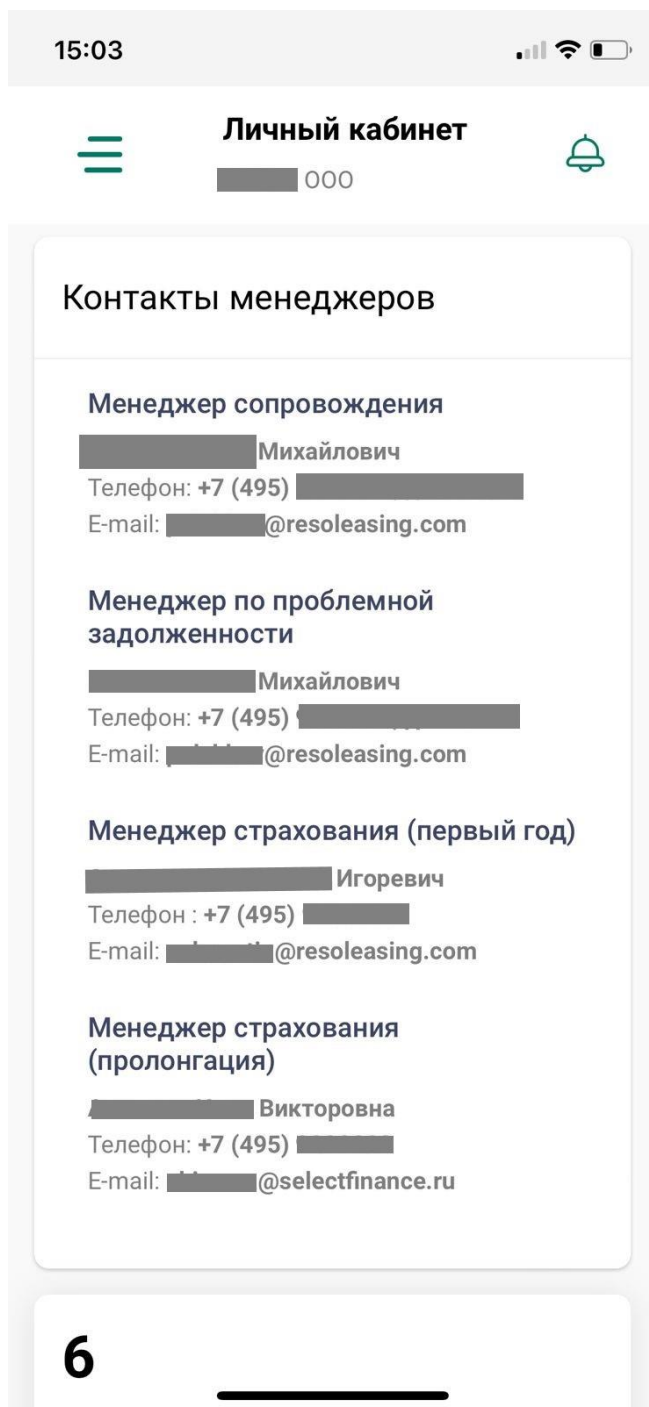 15:03
Личный кабинет
ООО
Контакты менеджеров
Менеджер сопровождения
Михайлович
Телефон: +7 (495)
E-mail: @resoleasing.com
Менеджер по проблемной
задолженности
Михайлович
Телефон: +7 (495)
E-mail: @resoleasing.com
Менеджер страхования (первый год)
Игоревич
Телефон : +7 (495)
E-mail: @resoleasing.com
Менеджер страхования
(пролонгация)
Викторовна
Телефон: +7 (495)
E-mail: @selectfinance.ru
6